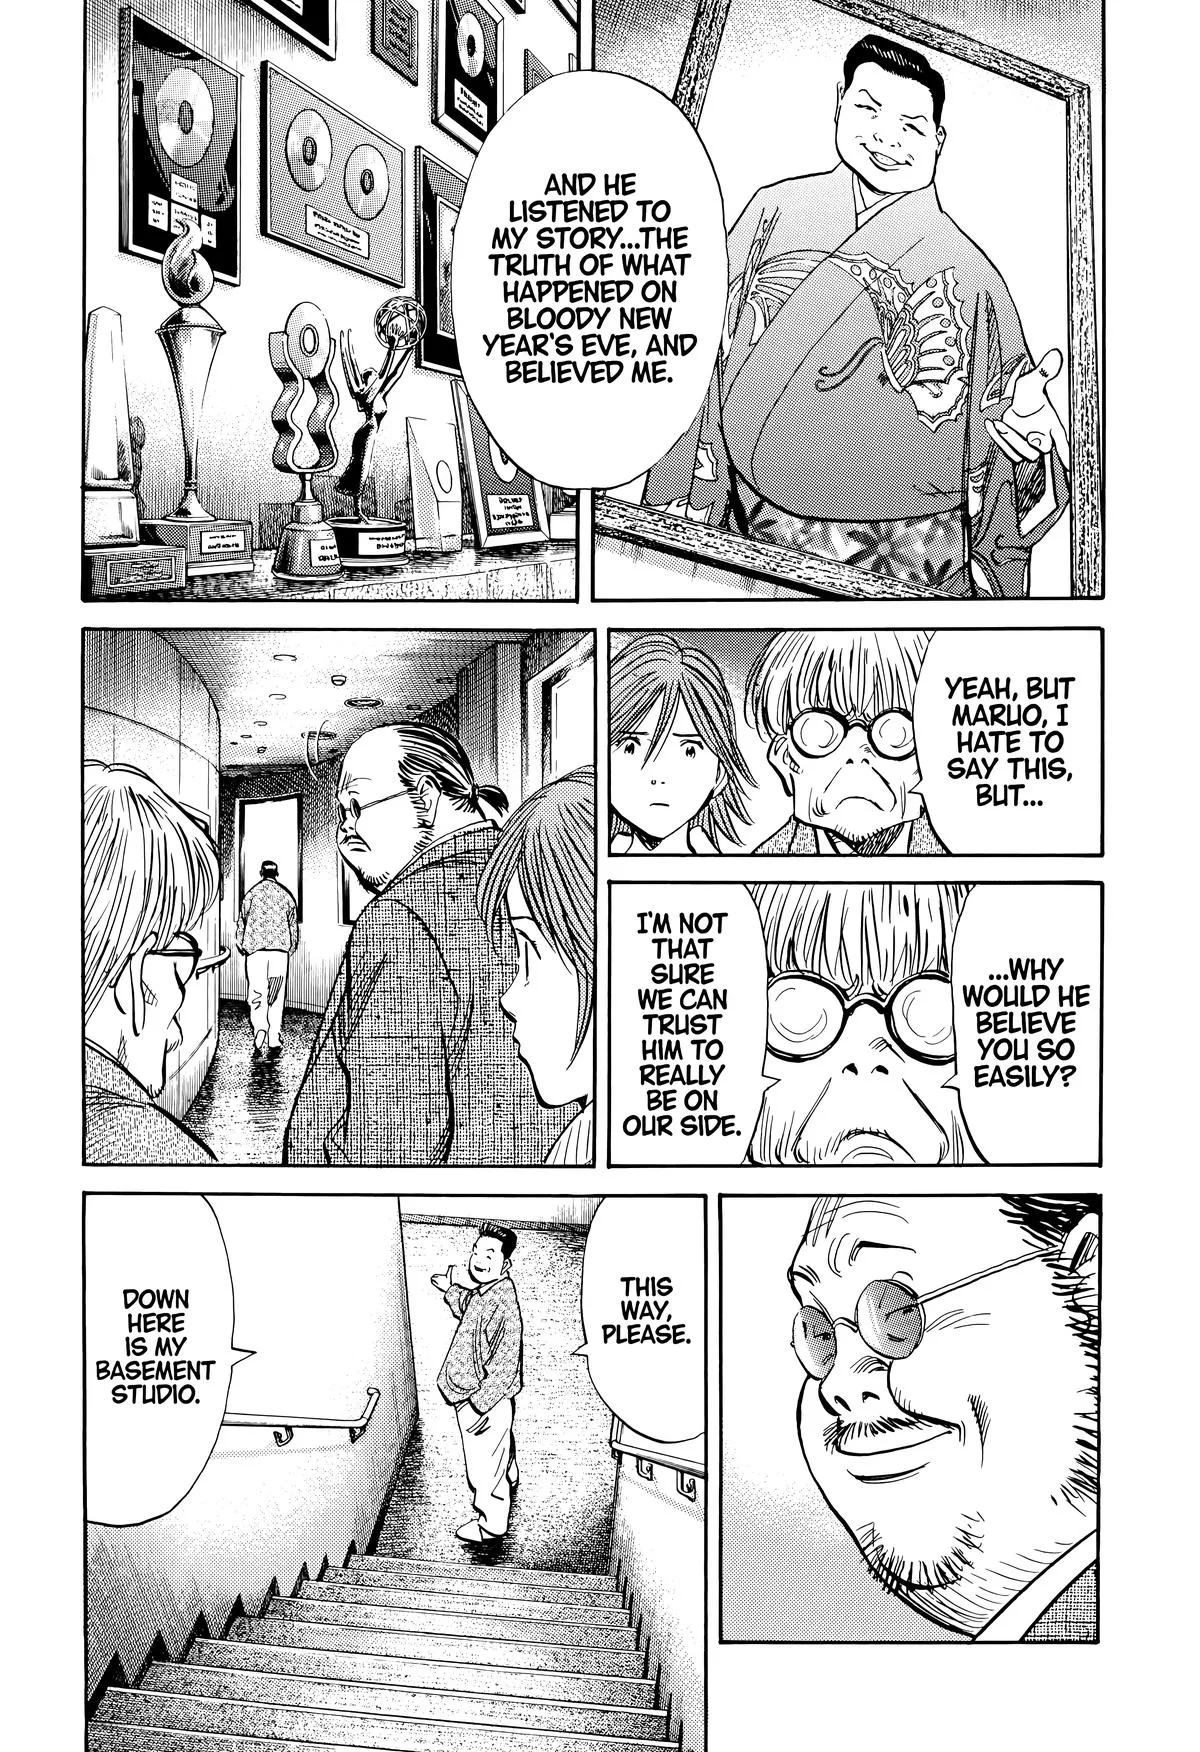 AND HE
LISTENED TO
MY STORY...THE
TRUTH OF WHAT
HAPPENED ON
BLOODY NEW
YEAR'S EVE, AND
BELIEVED ME.
YEAH, BUT
MARUO, I
HATE TO
SAY THIS,
BUT...
...WHY
WOULD HE
BELIEVE
YOU SO
EASILY?
I'M NOT
THAT
SURE
WE CAN
TRUST
HIM TO
REALLY
BE ON
OUR SIDE.
THIS
WAY,
PLEASE.
DOWN
HERE
IS MY
BASEMENT
STUDIO.